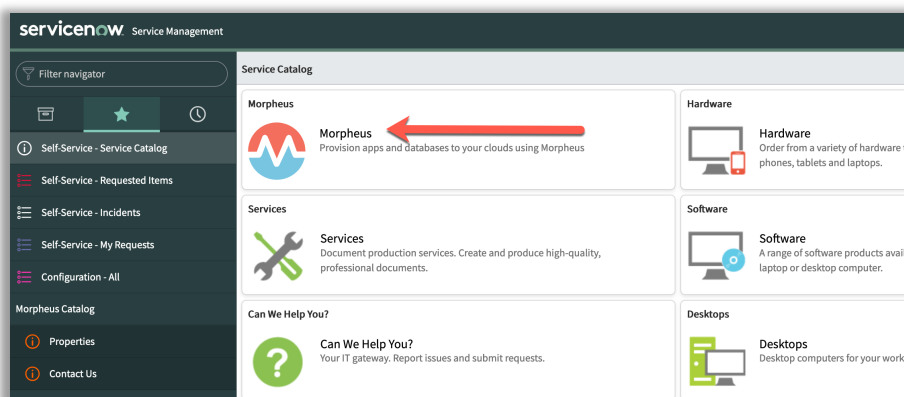 servicenow. Service Management
Filter navigator
Self-Service - Service Catalog
Self-Service - Requested Items
Self-Service - Incidents
Self-Service - My Requests
Configuration - All
Morpheus Catalog
Properties
Contact Us
Service Catalog
Morpheus
Morpheus
Provision apps and databases to your clouds using Morpheus
Hardware
Hardware
Order from a variety of hardware
phones, tablets and laptops.
Services
Services
Document production services. Create and produce high-quality,
professional documents.
Software
Software
A range of software products
laptop or desktop computer.
Can We Help You?
Can We Help You?
Your IT gateway. Report issues and submit requests.
Desktops
Desktops
Desktop computers for your work